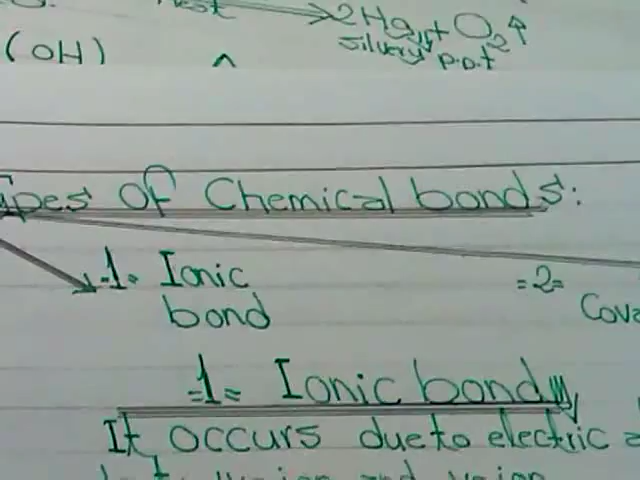 2Hg + O2↑
(OH)
silvery p.o.t
Types Of Chemical bonds:
-1- Ionic =2=
bond Cova
=1= Ionic bond
It occurs due to electric a